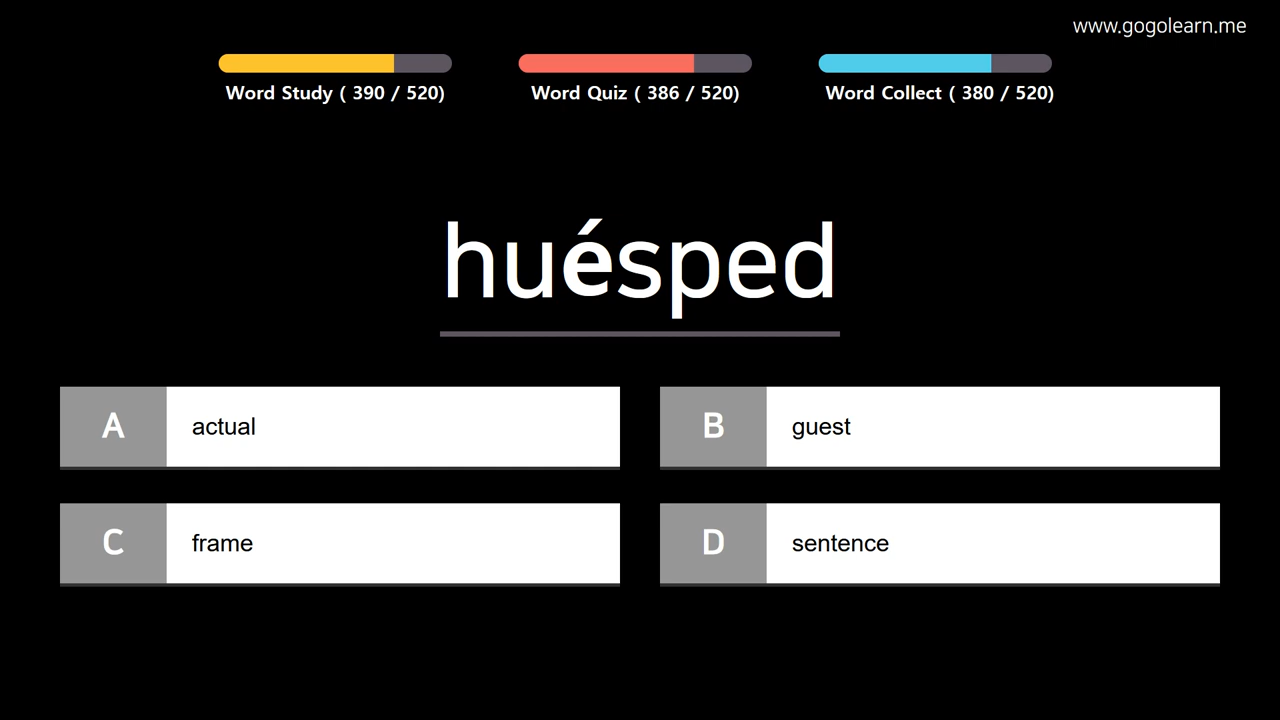 www.gogolearn.me
Word Study ( 390 / 520)
Word Quiz ( 386 / 520)
Word Collect ( 380 / 520)
huésped
A actual
B guest
C frame
D sentence